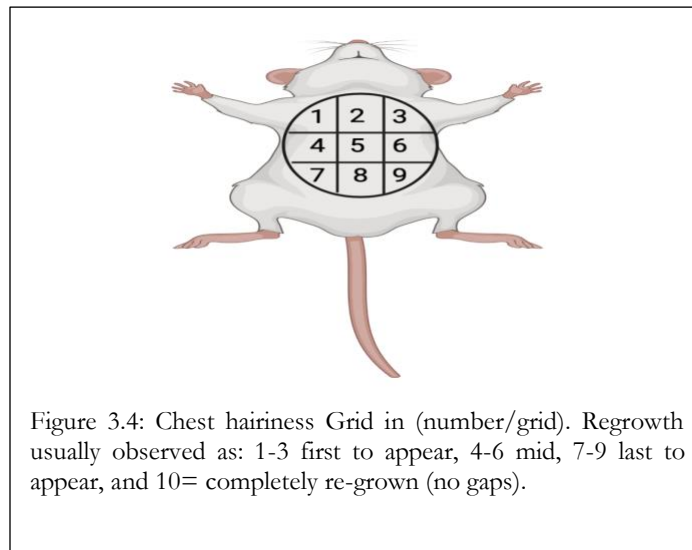 1 2 3
4 5 6
7 8 9
Figure 3.4: Chest hairiness Grid in (number/grid). Regrowth
usually observed as: 1-3 first to appear, 4-6 mid, 7-9 last to
appear, and 10= completely re-grown (no gaps).